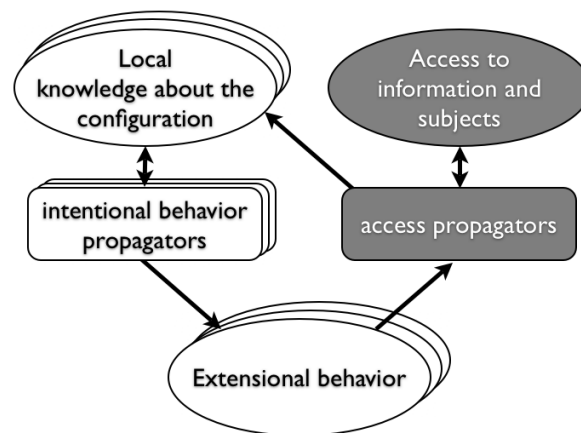 Local
knowledge about the
configuration
Access to
information and
subjects
intentional behavior
propagators
access propagators
Extensional behavior